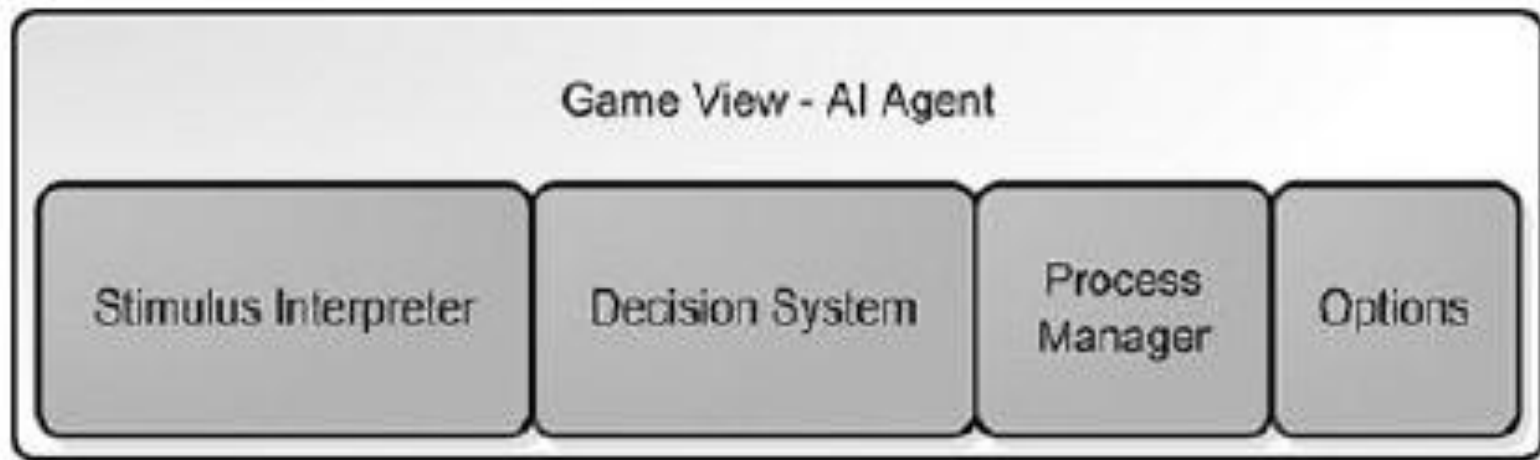 Game View - AI Agent
Stimulus Interpreter
Decision System
Process
Manager
Options